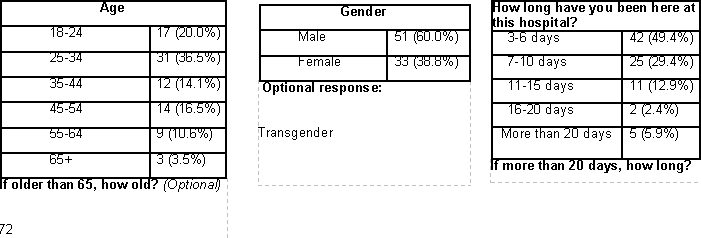 Age
18-24 17 (20.0%)
25-34 31 (36.5%)
35-44 12 (14.1%)
45-54 14 (16.5%)
55-64 9 (10.6%)
65+ 3 (3.5%)
If older than 65, how old? (Optional)
72
Gender
Male 51 (60.0%)
Female 33 (38.8%)
Optional response:
Transgender
How long have you been here at
this hospital?
3-6 days 42 (49.4%)
7-10 days 25 (29.4%)
11-15 days 11 (12.9%)
16-20 days 2 (2.4%)
More than 20 days 5 (5.9%)
If more than 20 days, how long?